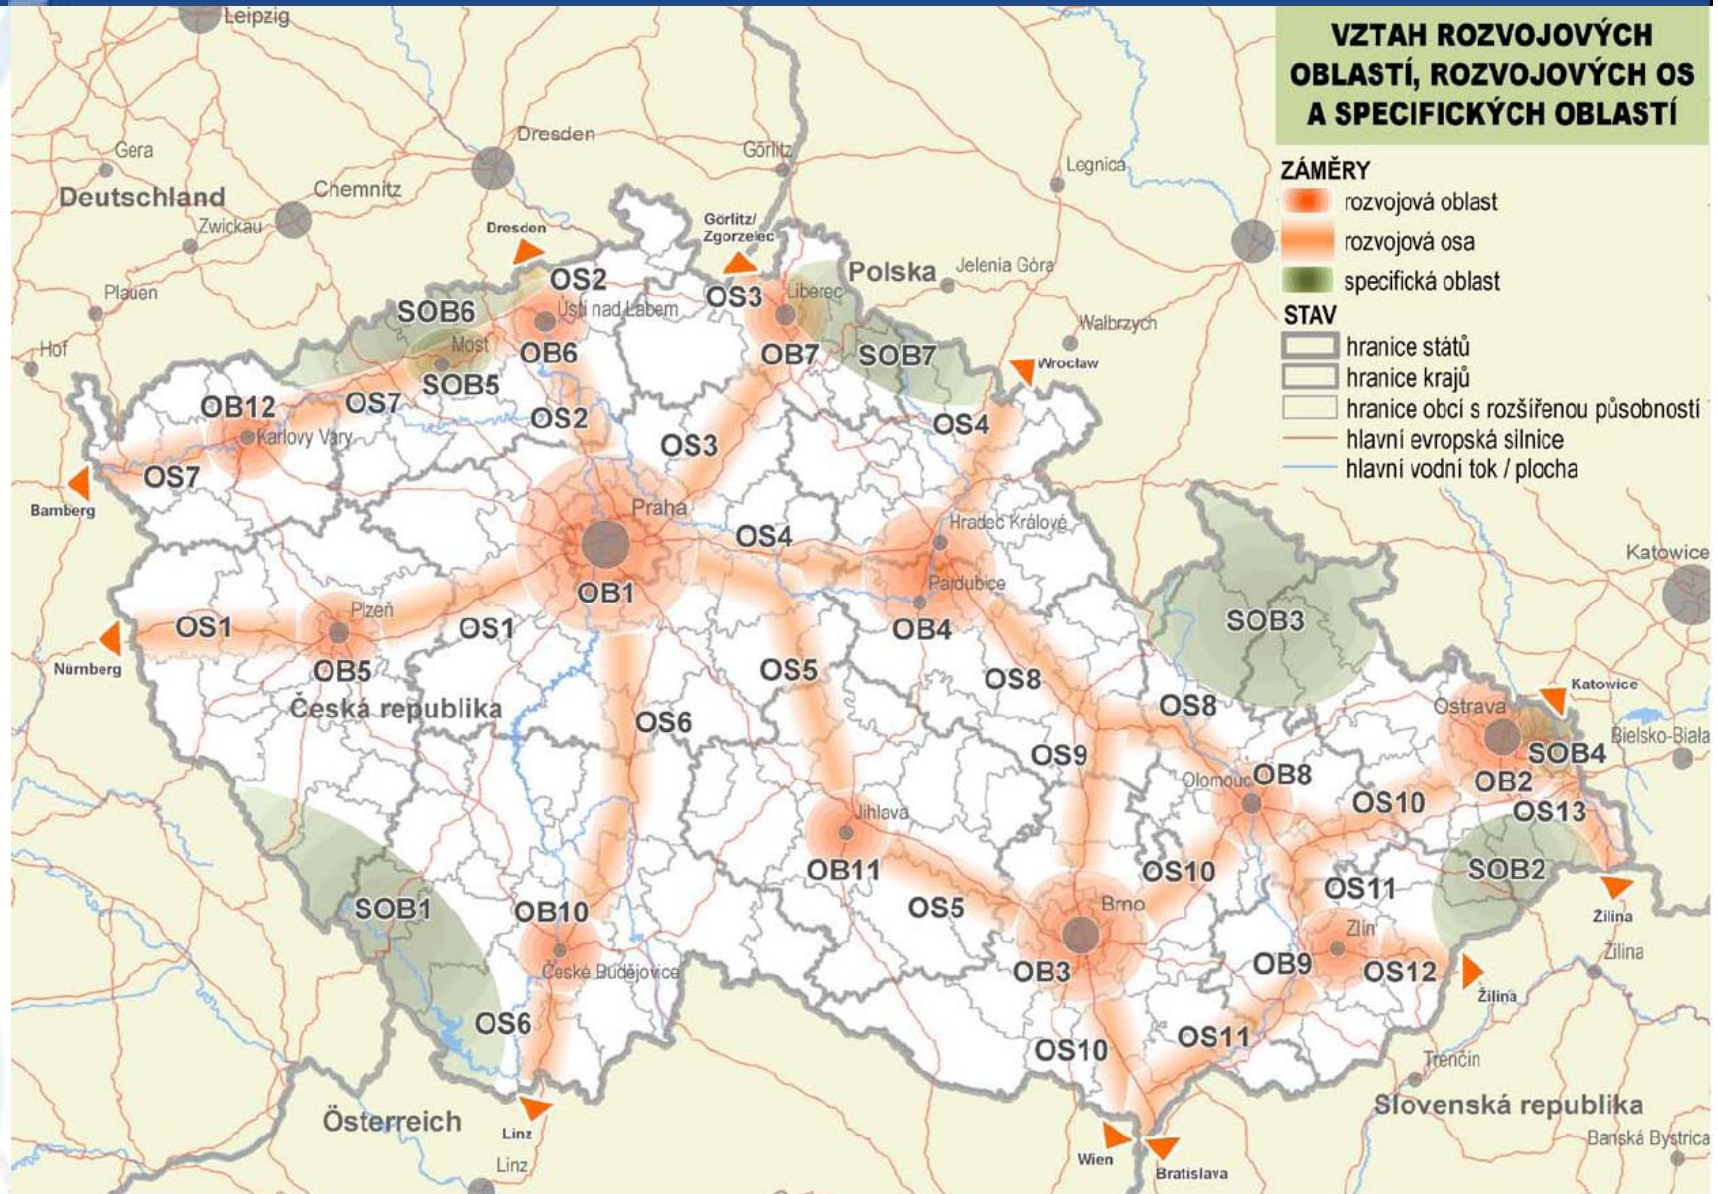 VZTAH ROZVOJOVÝCH
OBLASTÍ, ROZVOJOVÝCH OS
A SPECIFICKÝCH OBLASTÍ
ZÁMĚRY
rozvojová oblast
rozvojová osa
specifická oblast
STAV
hranice států
hranice krajů
hranice obcí s rozšířenou působností
hlavní evropská silnice
hlavní vodní tok / plocha
Leipzig
Dresden
Görlitz
Gera
Legnica
Chemnitz
Deutschland
Zwickau
Görlitz/
Zgorzelec
Dresden
Polska
Jelenia Góra
OS2
Plauen
OS3
Liberec
SOB6
Ústí nad Labem
Walbrzych
Hof
Most
OB6
OB7
SOB7
Wrocław
SOB5
OB12
OS7
OS2
OS4
Karlovy Vary
OS3
OS7
Bamberg
Praha
Hradec Králové
OS4
Katowice
Pardubice
OB1
Plzeň
SOB3
OS1
OS1
OB4
Nürnberg
OB5
OS5
OS8
Katowice
Česká republika
OS8
Ostrava
OS6
Bielsko-Biała
OS9
SOB4
Olomouc
OB8
OB2
OS10
Jihlava
OS13
OB11
OS10
SOB2
OS11
SOB1
OB10
OS5
Brno
Žilina
Zlín
České Budějovice
OB3
OB9
OS12
Žilina
Žilina
OS6
OS11
OS10
Trenčín
Österreich
Slovenská republika
Linz
Banská Bystrica
Wien
Linz
Bratislava